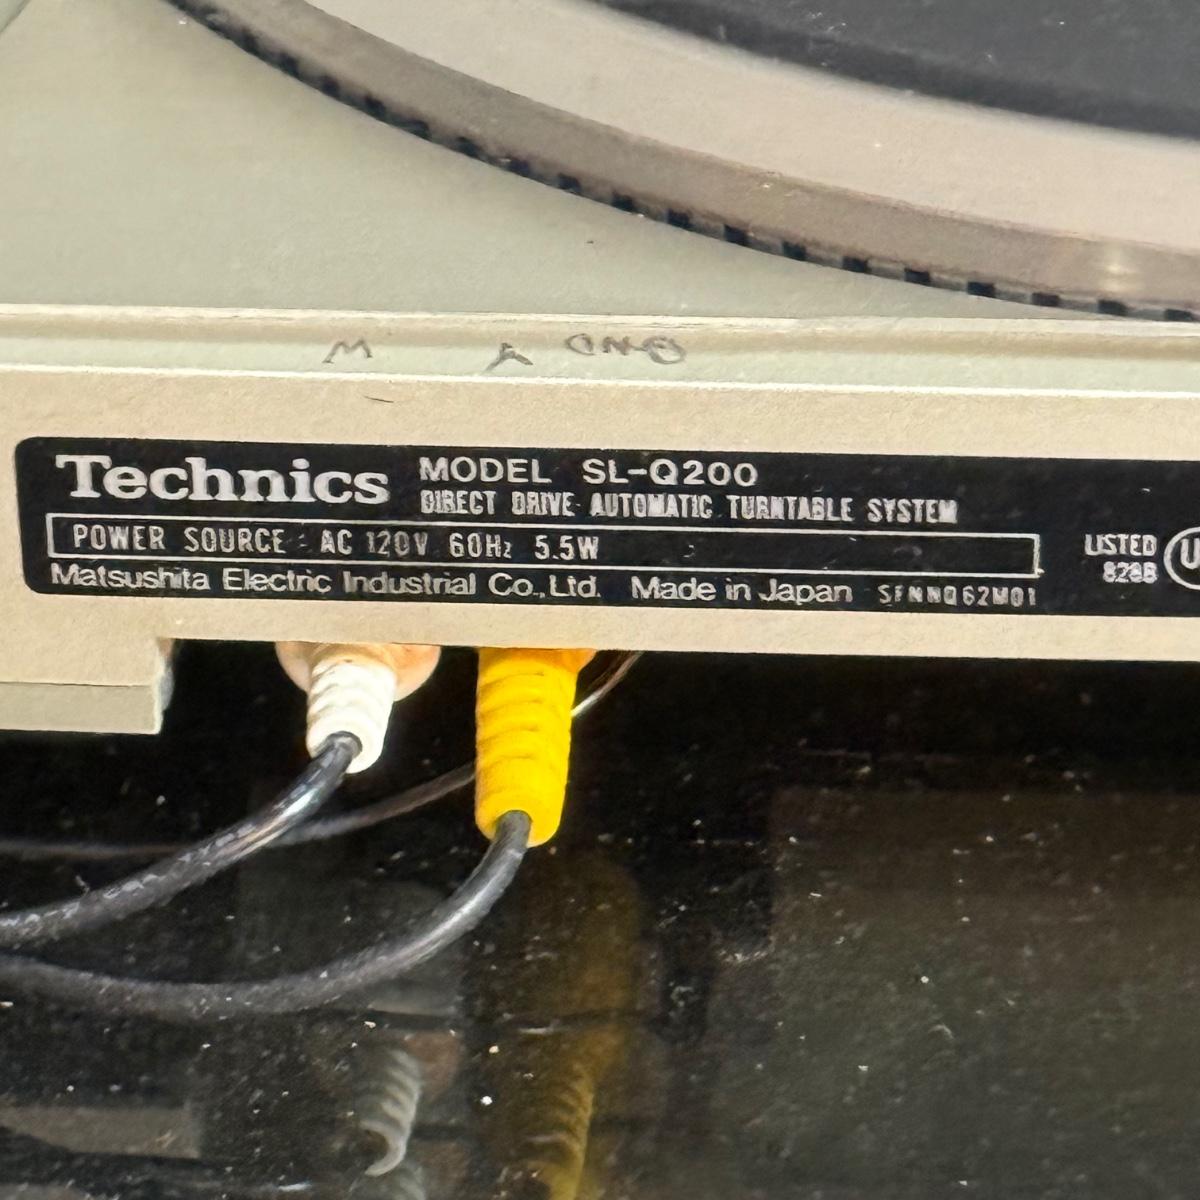 W Y GND
Technics MODEL SL-Q200
DIRECT DRIVE AUTOMATIC TURNTABLE SYSTEM
POWER SOURCE : AC 120V 60Hz 5.5W
LISTED
828B
Matsushita Electric Industrial Co., Ltd. Made in Japan SFNNQ62M01